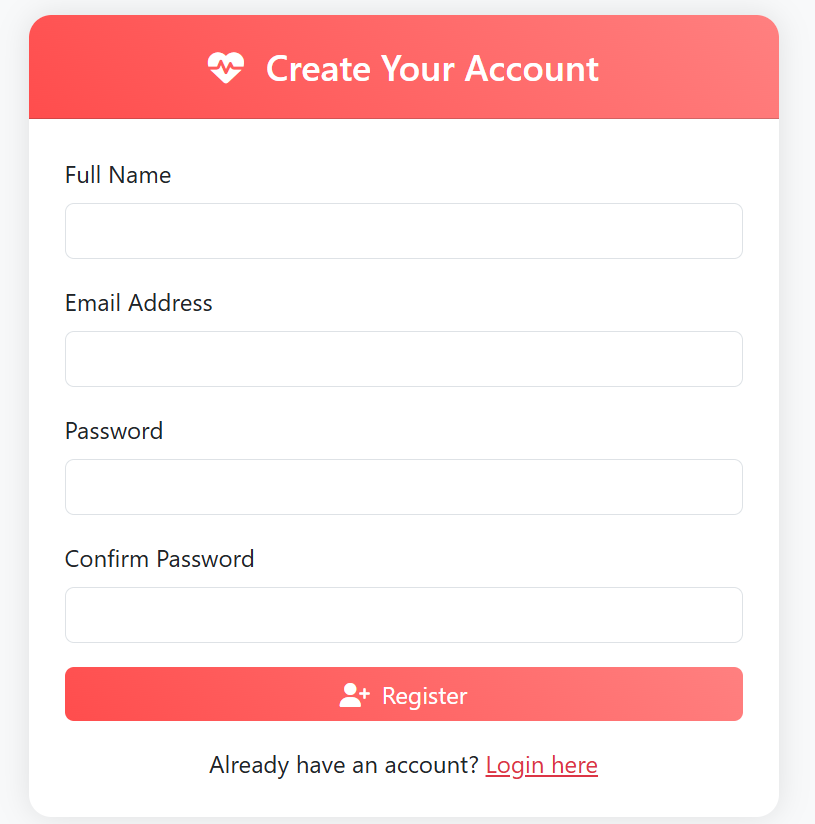 Create Your Account
Full Name
Email Address
Password
Confirm Password
Register
Already have an account? Login here